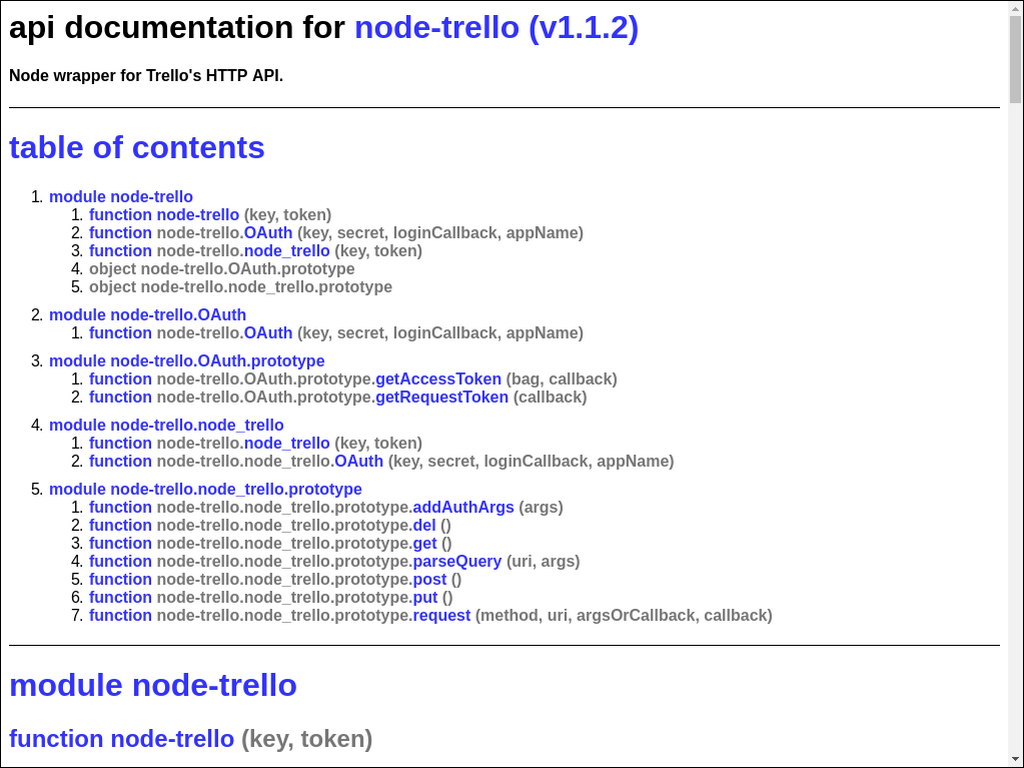 api documentation for node-trello (v1.1.2)
Node wrapper for Trello's HTTP API.
table of contents
1. module node-trello
1. function node-trello (key, token)
2. function node-trello.OAuth (key, secret, loginCallback, appName)
3. function node-trello.node_trello (key, token)
4. object node-trello.OAuth.prototype
5. object node-trello.node_trello.prototype
2. module node-trello.OAuth
1. function node-trello.OAuth (key, secret, loginCallback, appName)
3. module node-trello.OAuth.prototype
1. function node-trello.OAuth.prototype.getAccessToken (bag, callback)
2. function node-trello.OAuth.prototype.getRequestToken (callback)
4. module node-trello.node_trello
1. function node-trello.node_trello (key, token)
2. function node-trello.node_trello.OAuth (key, secret, loginCallback, appName)
5. module node-trello.node_trello.prototype
1. function node-trello.node_trello.prototype.addAuthArgs (args)
2. function node-trello.node_trello.prototype.del ()
3. function node-trello.node_trello.prototype.get ()
4. function node-trello.node_trello.prototype.parseQuery (uri, args)
5. function node-trello.node_trello.prototype.post ()
6. function node-trello.node_trello.prototype.put ()
7. function node-trello.node_trello.prototype.request (method, uri, argsOrCallback, callback)
module node-trello
function node-trello (key, token)